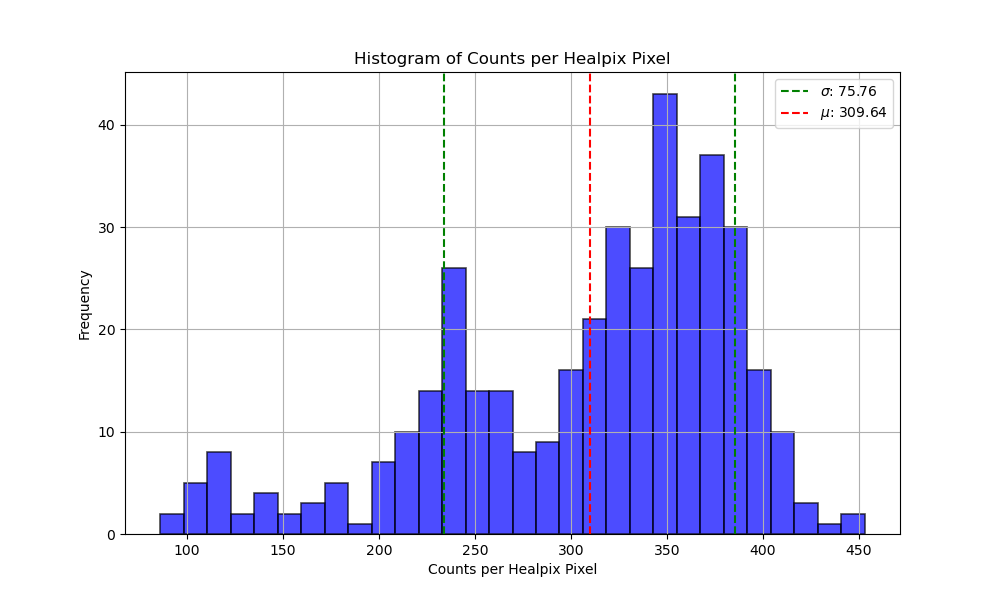 Histogram of Counts per Healpix Pixel
σ: 75.76
μ: 309.64
Frequency
40
30
20
10
0
100 150 200 250 300 350 400 450
Counts per Healpix Pixel